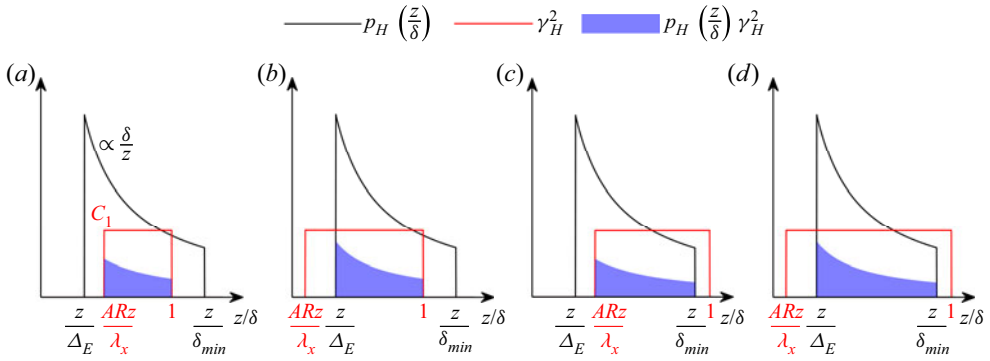 p_H (z/δ) γ_H^2 p_H (z/δ) γ_H^2
(a) (b) (c) (d)
∝ δ/z
C_1
z/Δ_E ARz/λ_x 1 z/δ_min z/δ
ARz/λ_x z/Δ_E 1 z/δ_min z/δ
z/Δ_E ARz/λ_x z/δ_min 1 z/δ
ARz/λ_x z/Δ_E z/δ_min 1 z/δ